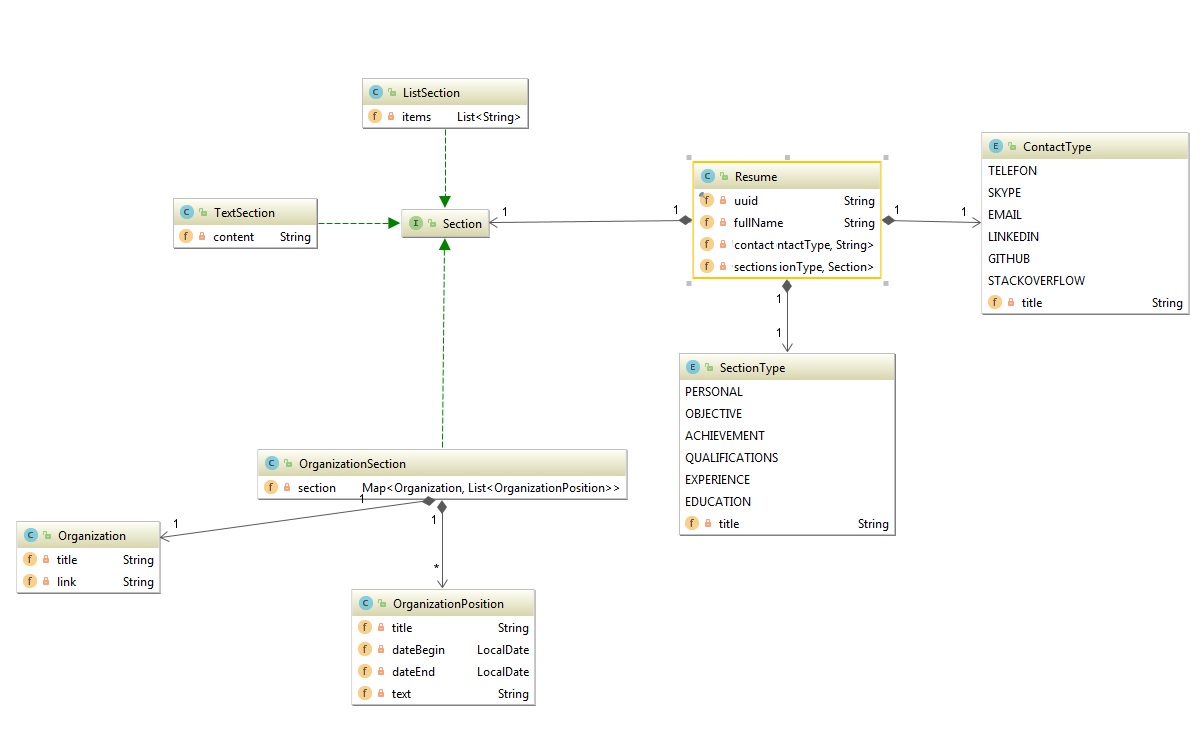 C ListSection
f items List<String>
C TextSection
f content String
I Section
1
1
C Resume
f uuid String
f fullName String
f contact ntactType, String>
f sections ionType, Section>
1
1
E ContactType
TELEFON
SKYPE
EMAIL
LINKEDIN
GITHUB
STACKOVERFLOW
f title String
1
1
E SectionType
PERSONAL
OBJECTIVE
ACHIEVEMENT
QUALIFICATIONS
EXPERIENCE
EDUCATION
f title String
C OrganizationSection
f section Map<Organization, List<OrganizationPosition>>
1
1
1
*
C Organization
f title String
f link String
C OrganizationPosition
f title String
f dateBegin LocalDate
f dateEnd LocalDate
f text String